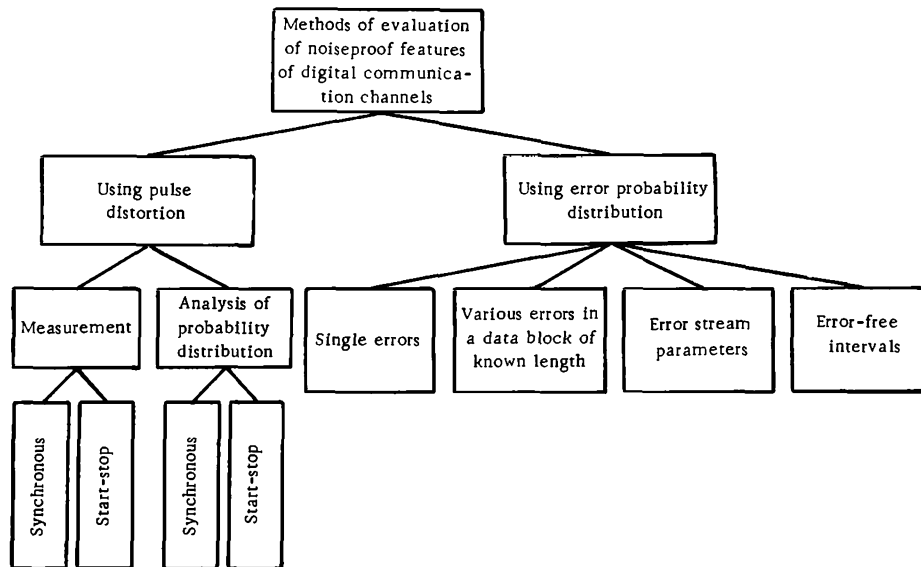 Methods of evaluation
of noiseproof features
of digital communica-
tion channels
Using pulse
distortion
Using error probability
distribution
Measurement
Analysis of
probability
distribution
Single errors
Various errors in
a data block of
known length
Error stream
parameters
Error-free
intervals
Synchronous
Start-stop
Synchronous
Start-stop